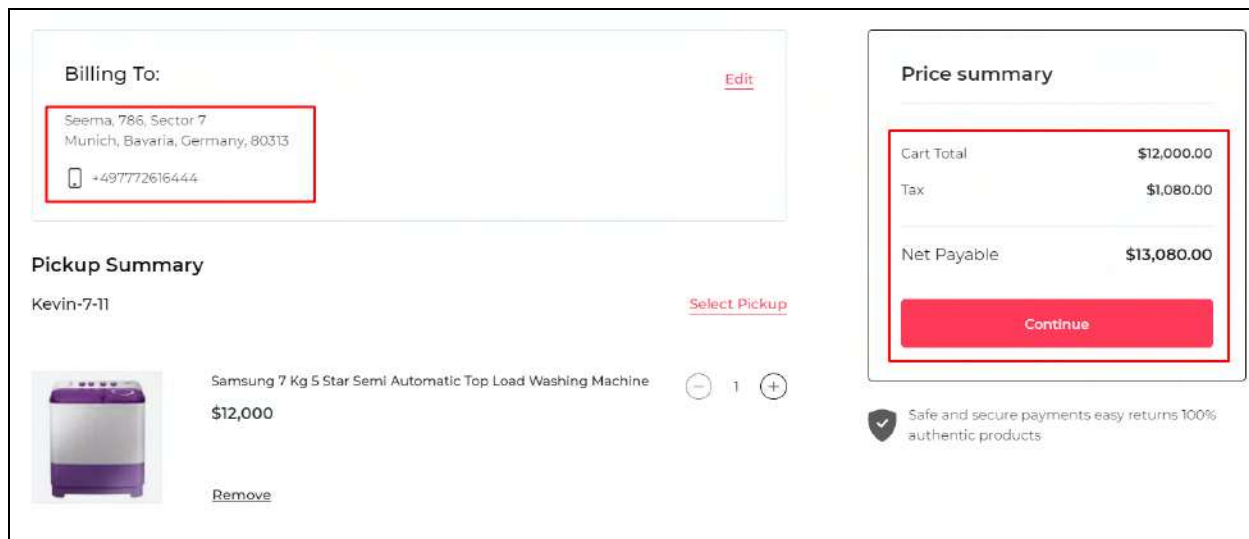 Billing To:
Edit
Seema, 786, Sector 7
Munich, Bavaria, Germany, 80313
+497772616444
Pickup Summary
Kevin-7-11
Select Pickup
Samsung 7 Kg 5 Star Semi Automatic Top Load Washing Machine
1
$12,000
Remove
Price summary
Cart Total $12,000.00
Tax $1,080.00
Net Payable $13,080.00
Continue
Safe and secure payments easy returns 100%
authentic products